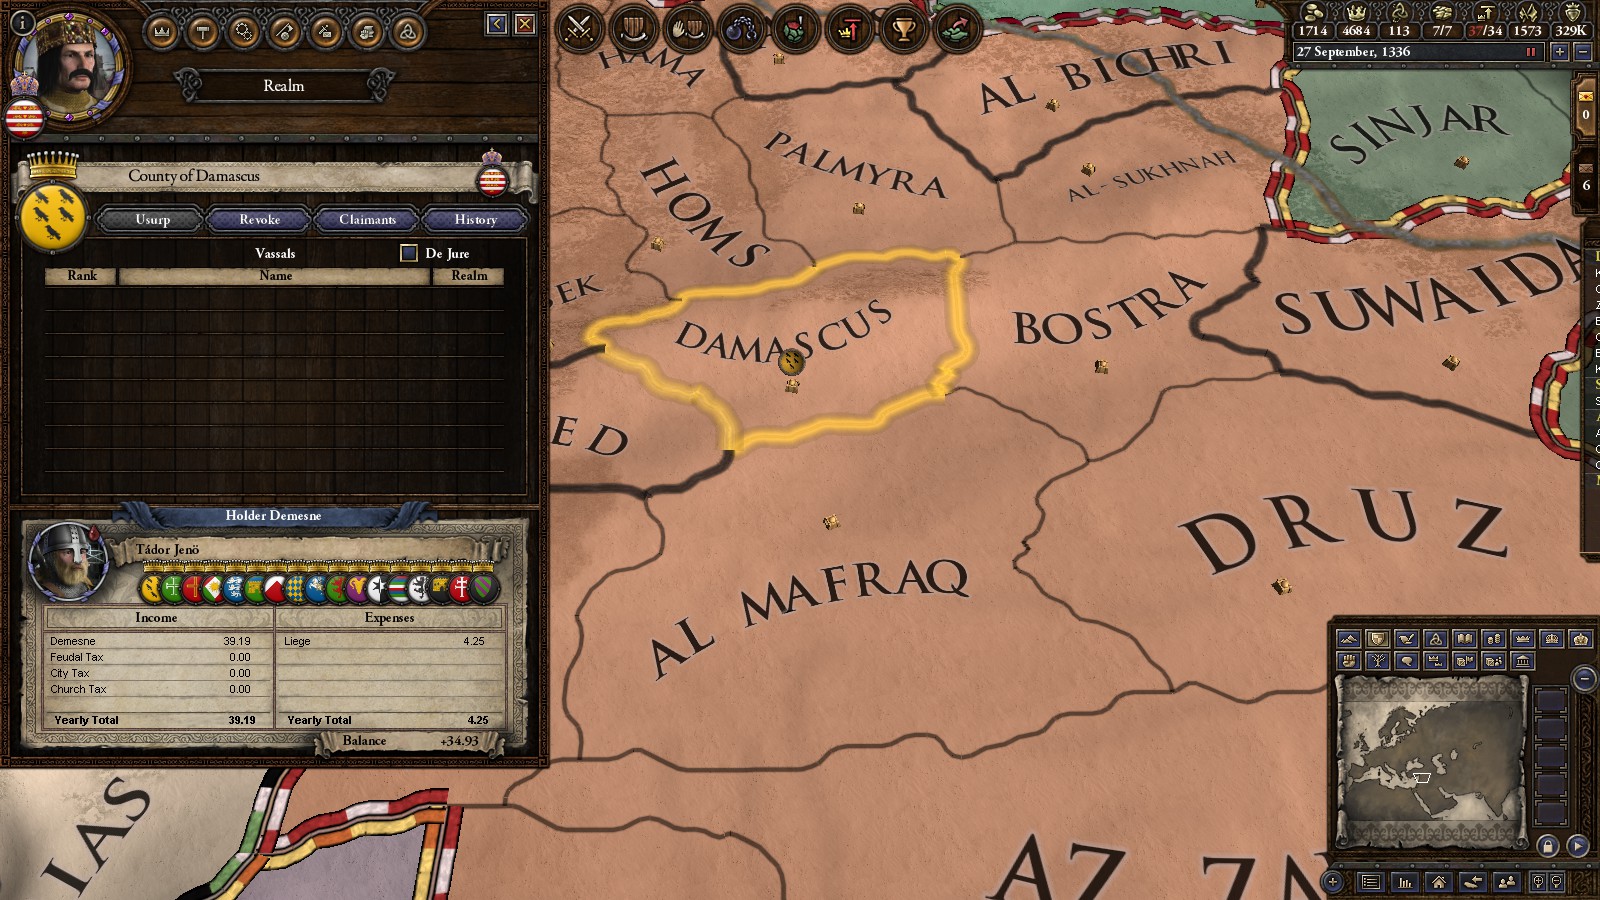 Realm
County of Damascus
Usurp
Revoke
Claimants
History
Vassals
De Jure
Rank
Name
Realm
Holder Demesne
Tádor Jenö
Income
Expenses
Demesne 39.19
Liege 4.25
Feudal Tax 0.00
City Tax 0.00
Church Tax 0.00
Yearly Total 39.19
Yearly Total 4.25
Balance +34.93
1714 4684 113 7/7 37/34 1573 329K
27 September, 1336
0
6
HAMA
AL BICHRI
SINJAR
PALMYRA
AL-SUKHNAH
HOMS
EK
DAMASCUS
BOSTRA
SUWAIDA
ED
DRUZ
AL MAFRAQ
IAS
AZ ZA